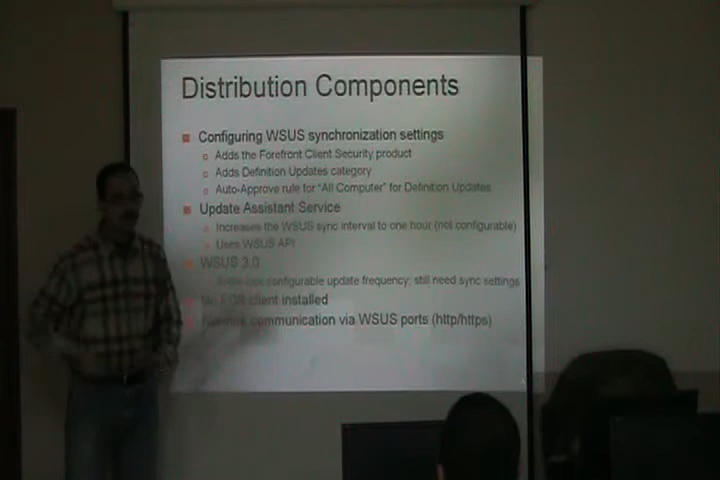 Distribution Components
Configuring WSUS synchronization settings
Adds the Forefront Client Security product
Adds Definition Updates category
Auto-Approve rule for "All Computer" for Definition Updates
Update Assistant Service
Increases the WSUS sync interval to one hour (not configurable)
Uses WSUS API
WSUS 3.0
configurable update frequency; still need sync settings
No FCS client installed
communication via WSUS ports (http/https)